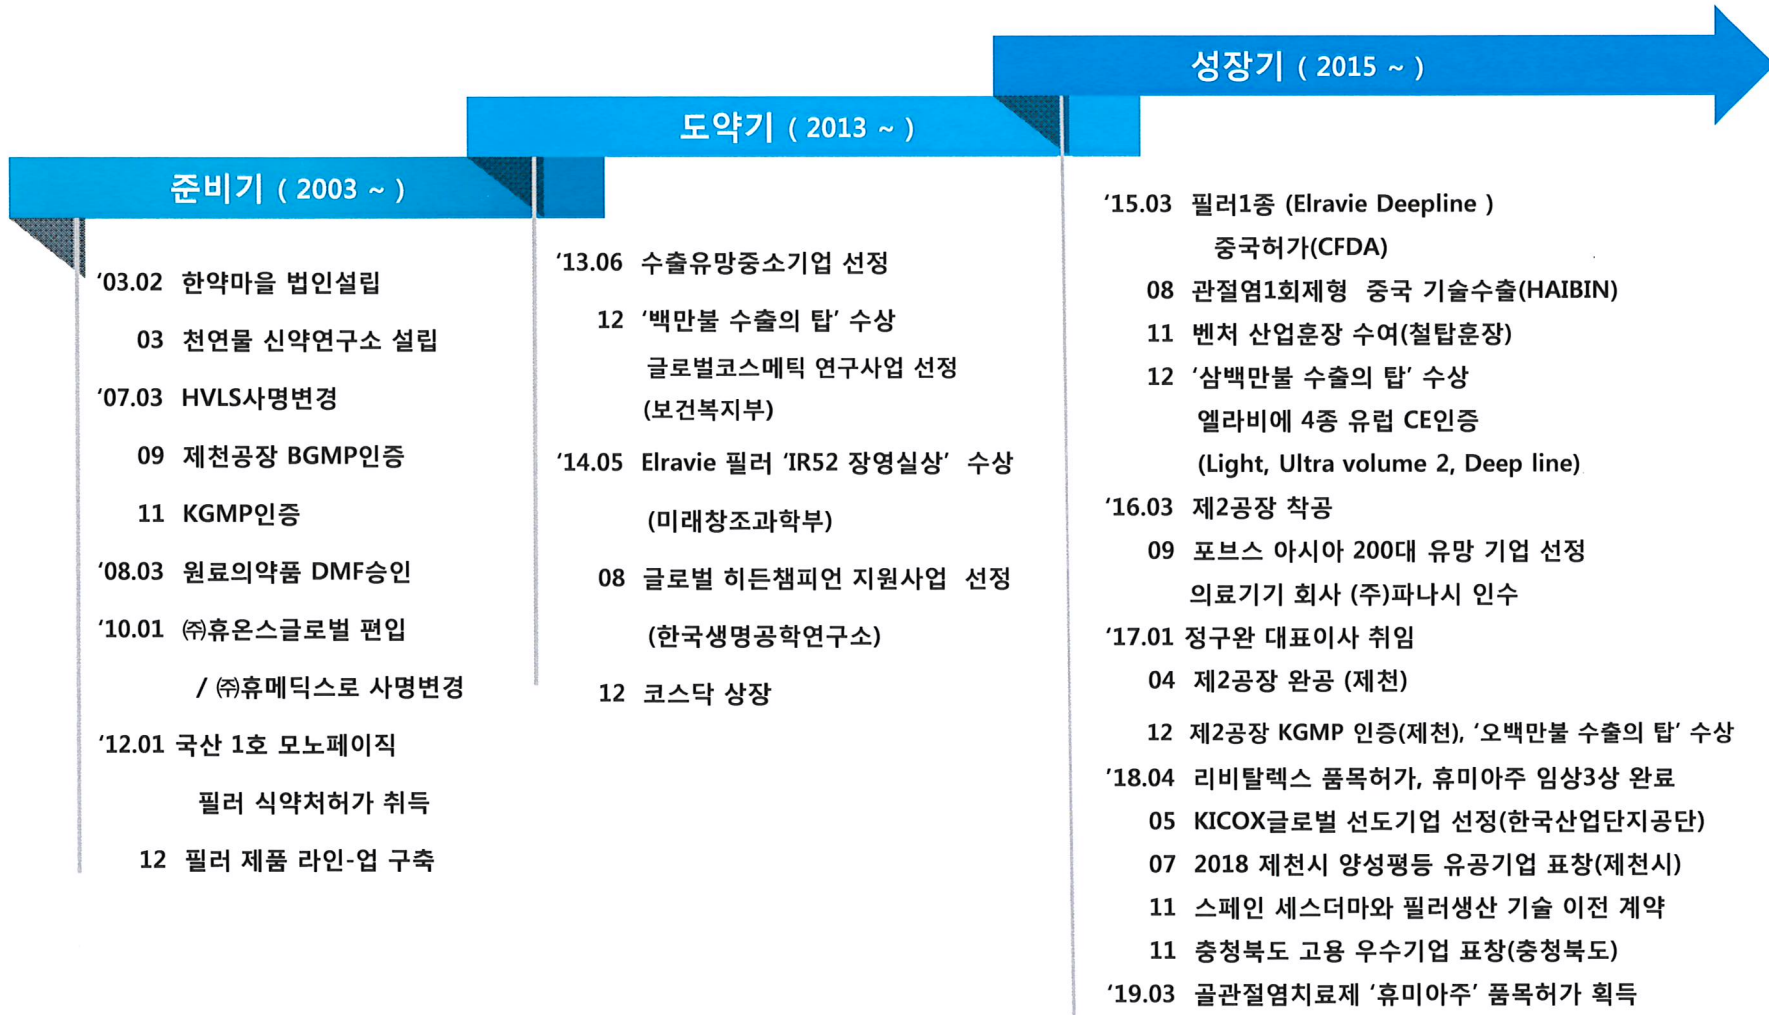 준비기 ( 2003 ~ )
‘03.02 한약마을 법인설립
03 천연물 신약연구소 설립
‘07.03 HVLS사명변경
09 제천공장 BGMP인증
11 KGMP인증
‘08.03 원료의약품 DMF승인
‘10.01 ㈜휴온스글로벌 편입
/ ㈜휴메딕스로 사명변경
‘12.01 국산 1호 모노페이직
필러 식약처허가 취득
12 필러 제품 라인-업 구축
도약기 ( 2013 ~ )
‘13.06 수출유망중소기업 선정
12 ‘백만불 수출의 탑’ 수상
글로벌코스메틱 연구사업 선정
(보건복지부)
‘14.05 Elravie 필러 ‘IR52 장영실상’ 수상
(미래창조과학부)
08 글로벌 히든챔피언 지원사업 선정
(한국생명공학연구소)
12 코스닥 상장
성장기 ( 2015 ~ )
‘15.03 필러1종 (Elravie Deepline )
중국허가(CFDA)
08 관절염1회제형 중국 기술수출(HAIBIN)
11 벤처 산업훈장 수여(철탑훈장)
12 ‘삼백만불 수출의 탑’ 수상
엘라비에 4종 유럽 CE인증
(Light, Ultra volume 2, Deep line)
‘16.03 제2공장 착공
09 포브스 아시아 200대 유망 기업 선정
의료기기 회사 (주)파나시 인수
‘17.01 정구완 대표이사 취임
04 제2공장 완공 (제천)
12 제2공장 KGMP 인증(제천), ‘오백만불 수출의 탑’ 수상
’18.04 리비탈렉스 품목허가, 휴미아주 임상3상 완료
05 KICOX글로벌 선도기업 선정(한국산업단지공단)
07 2018 제천시 양성평등 유공기업 표창(제천시)
11 스페인 세스더마와 필러생산 기술 이전 계약
11 충청북도 고용 우수기업 표창(충청북도)
‘19.03 골관절염치료제 ‘휴미아주’ 품목허가 획득